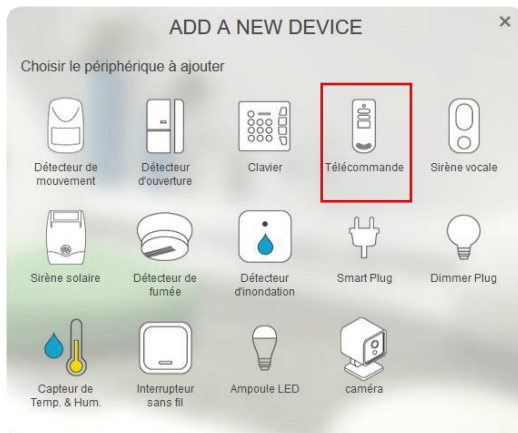 ADD A NEW DEVICE ×
Choisir le périphérique à ajouter
Détecteur de
mouvement
Détecteur
d'ouverture
Clavier
Télécommande
Sirène vocale
Sirène solaire
Détecteur de
fumée
Détecteur
d'inondation
Smart Plug
Dimmer Plug
Capteur de
Temp. & Hum.
Interrupteur
sans fil
Ampoule LED
caméra